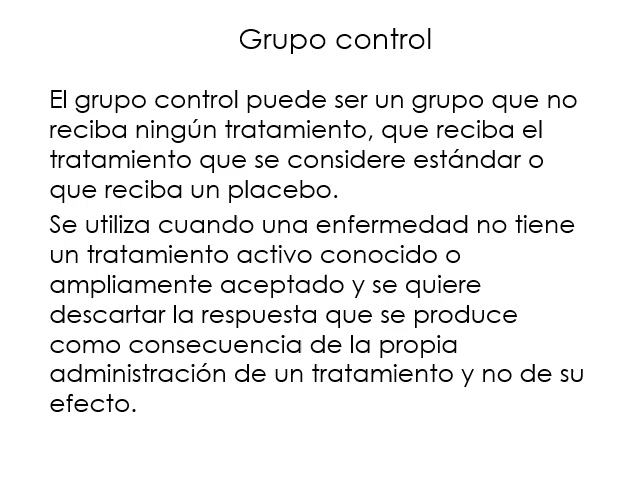 Grupo control
El grupo control puede ser un grupo que no
reciba ningún tratamiento, que reciba el
tratamiento que se considere estándar o
que reciba un placebo.
Se utiliza cuando una enfermedad no tiene
un tratamiento activo conocido o
ampliamente aceptado y se quiere
descartar la respuesta que se produce
como consecuencia de la propia
administración de un tratamiento y no de su
efecto.